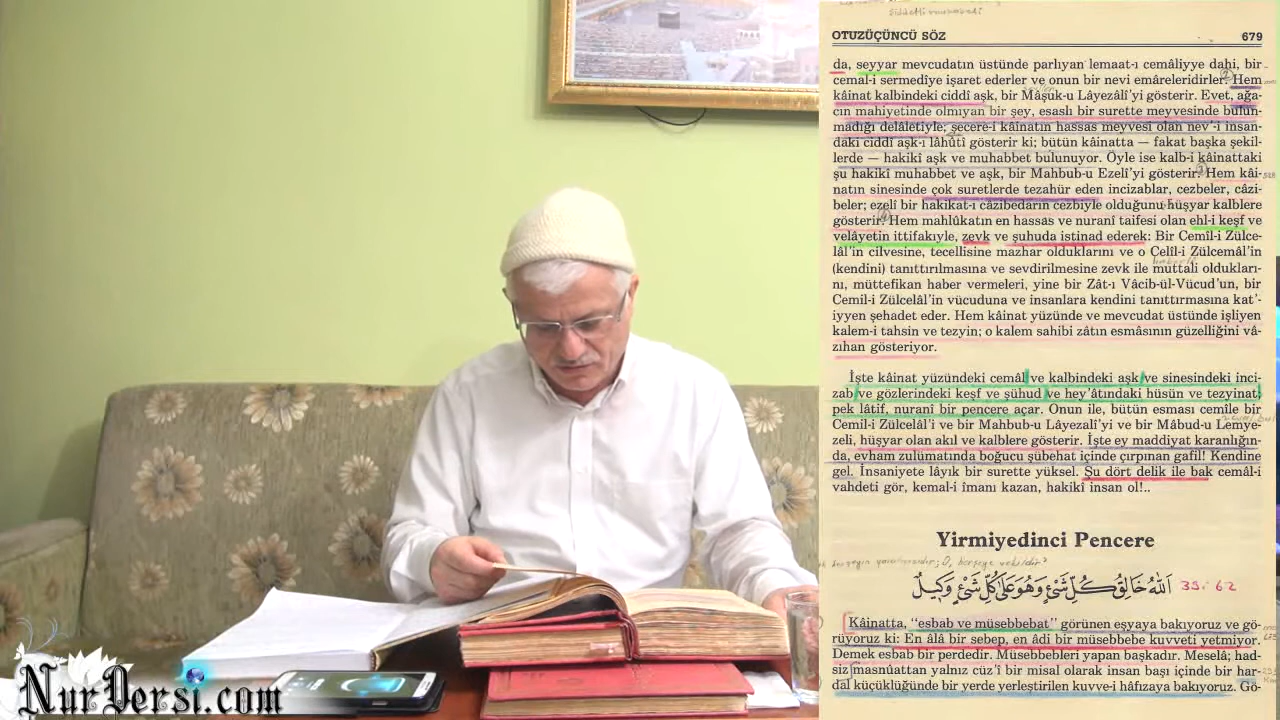 OTUZÜÇÜNCÜ SÖZ 679
da, seyyar mevcudatın üstünde parlıyan lemaat-ı cemâliyye dahi, bir
cemal-i sermedîye işaret ederler ve onun bir nevi emâreleridirler. Hem
kâinat kalbindeki ciddî aşk, bir Mâşuk-u Lâyezâlî'yi gösterir. Evet, ağa-
cın mahiyetinde olmıyan bir şey, esaslı bir surette meyvesinde bulun-
madığı delâletiyle; şecere-i kâinatın hassas meyvesi olan nev'-i insan-
daki ciddî aşk-ı lâhûtî gösterir ki; bütün kâinatta — fakat başka şekil-
lerde — hakikî aşk ve muhabbet bulunuyor. Öyle ise kalb-i kâinattaki
şu hakikî muhabbet ve aşk, bir Mahbub-u Ezelî'yi gösterir. Hem kâi-
natın sinesinde çok suretlerde tezahür eden incizablar, cezbeler, câzi-
beler; ezelî bir hakikat-ı câzibedarın cezbiyle olduğunu hüşyar kalblere
gösterir. Hem mahlûkatın en hassas ve nuranî taifesi olan ehl-i keşf ve
velâyetin ittifakıyle, zevk ve şuhuda istinad ederek: Bir Cemîl-i Zülce-
lâl'in cilvesine, tecellisine mazhar olduklarını ve o Celîl-i Zülcemâl'in
(kendini) tanıttırılmasına ve sevdirilmesine zevk ile muttali oldukları-
nı, müttefikan haber vermeleri, yine bir Zât-ı Vâcib-ül-Vücud'un, bir
Cemil-i Zülcelâl'in vücuduna ve insanlara kendini tanıttırmasına kat'-
iyyen şehadet eder. Hem kâinat yüzünde ve mevcudat üstünde işliyen
kalem-i tahsin ve tezyin; o kalem sahibi zâtın esmâsının güzelliğini vâ-
zıhan gösteriyor.
İşte kâinat yüzündeki cemâl ve kalbindeki aşk ve sinesindeki inci-
zab ve gözlerindeki keşf ve şühud ve hey'âtındaki hüsün ve tezyinat;
pek lâtif, nuranî bir pencere açar. Onun ile, bütün esması cemîle bir
Cemil-i Zülcelâl'i ve bir Mahbub-u Lâyezalî'yi ve bir Mâbud-u Lemye-
zeli, hüşyar olan akıl ve kalblere gösterir. İşte ey maddiyat karanlığın-
da, evham zulümatında boğucu şübehat içinde çırpınan gafil! Kendine
gel. İnsaniyete lâyık bir surette yüksel. Şu dört delik ile bak cemâl-i
vahdeti gör, kemal-i îmanı kazan, hakikî insan ol!..
Yirmiyedinci Pencere
اَللّٰهُ خَالِقُ كُلِّ شَىْءٍ وَهُوَ عَلَى كُلِّ شَىْءٍ وَكِيلٌ 39:62
Kâinatta, "esbab ve müsebbebat" görünen eşyaya bakıyoruz ve gö-
rüyoruz ki: En âlâ bir sebep, en âdi bir müsebbebe kuvveti yetmiyor.
Demek esbab bir perdedir. Müsebbebleri yapan başkadır. Meselâ; had-
siz masnuattan yalnız cüz'î bir misal olarak insan başı içinde bir har-
dal küçüklüğünde bir yerde yerleştirilen kuvve-i hâfızaya bakıyoruz. Gö-
NurDersi.com